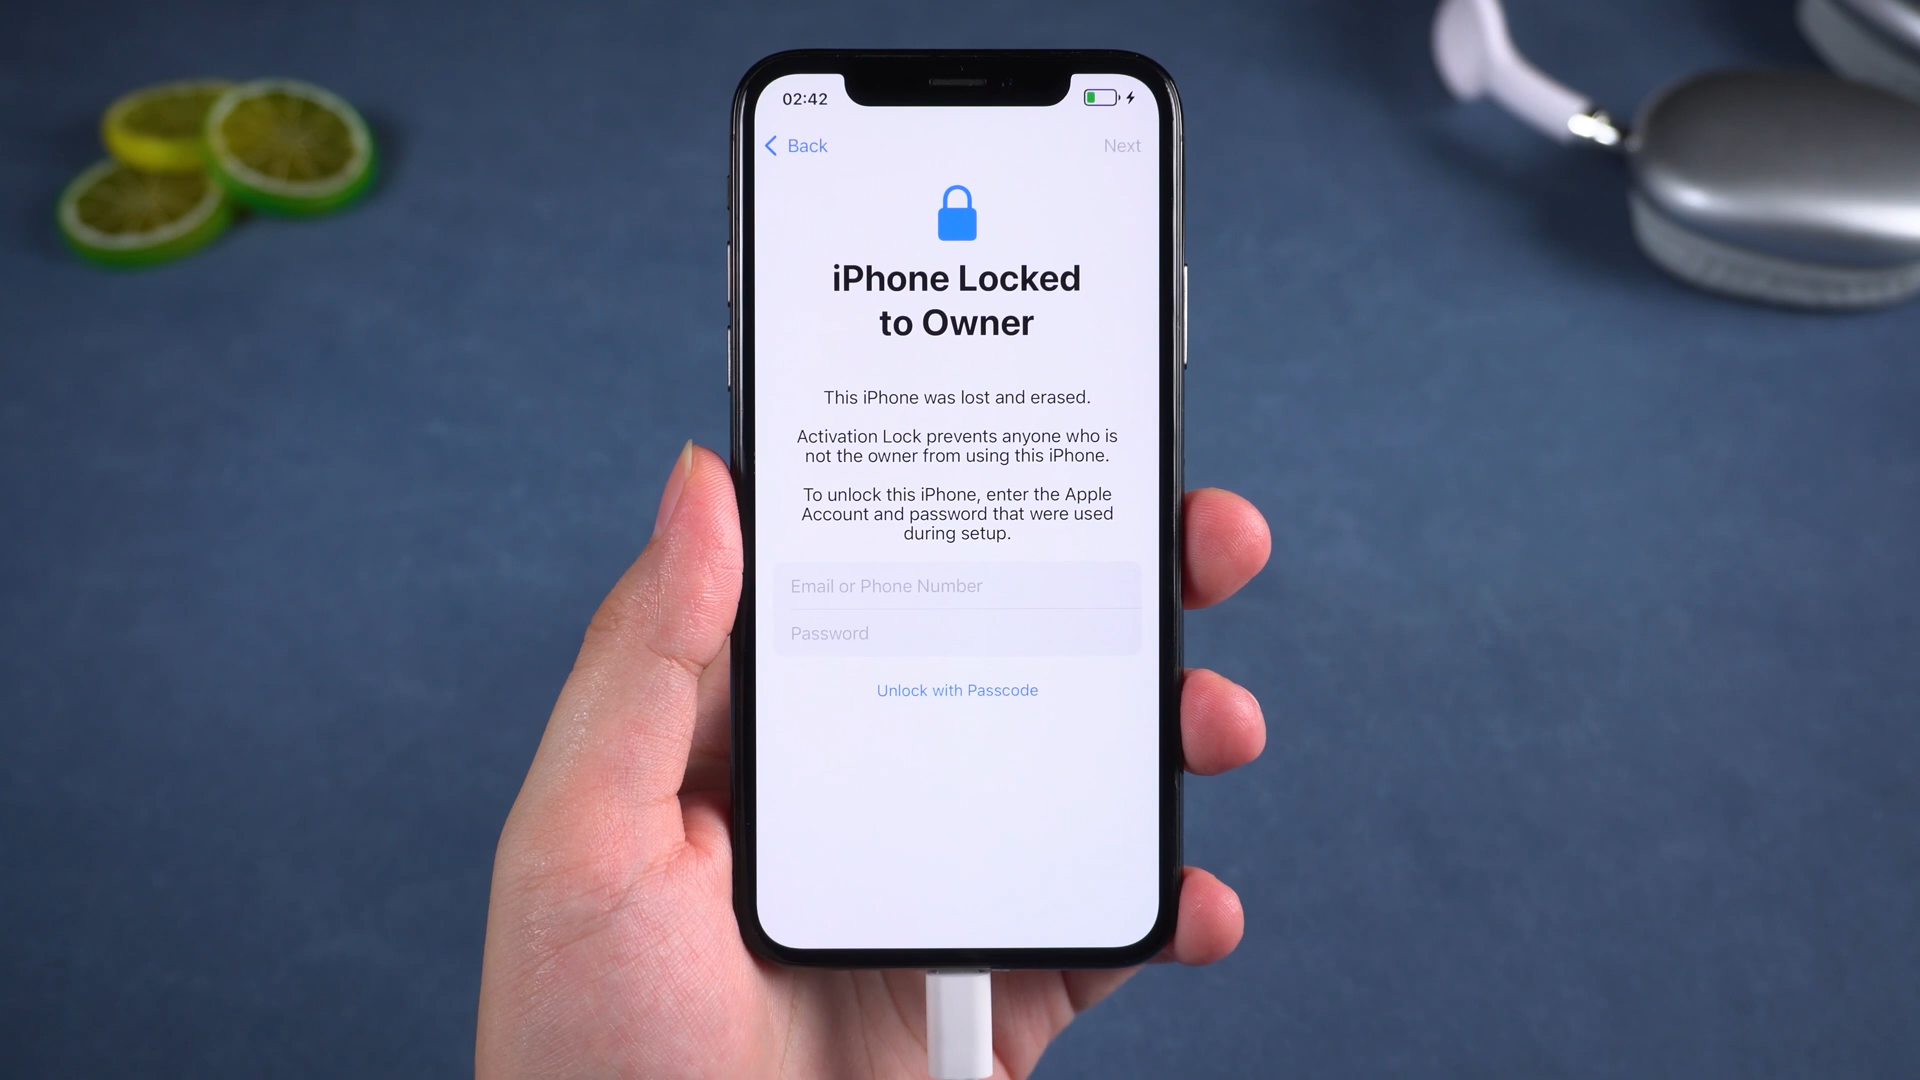 02:42
Back
Next
iPhone Locked
to Owner
This iPhone was lost and erased.
Activation Lock prevents anyone who is
not the owner from using this iPhone.
To unlock this iPhone, enter the Apple
Account and password that were used
during setup.
Email or Phone Number
Password
Unlock with Passcode